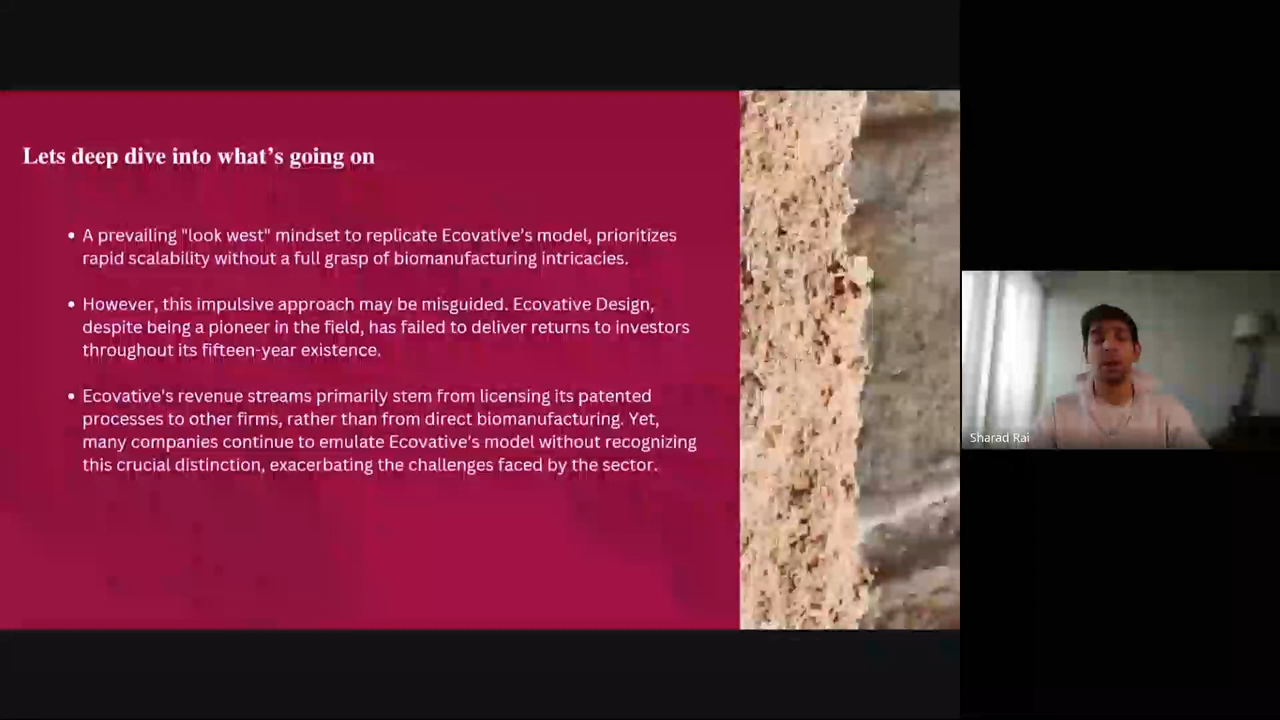 Lets deep dive into what's going on
• A prevailing "look west" mindset to replicate Ecovative's model, prioritizes
rapid scalability without a full grasp of biomanufacturing intricacies.
• However, this impulsive approach may be misguided. Ecovative Design,
despite being a pioneer in the field, has failed to deliver returns to investors
throughout its fifteen-year existence.
• Ecovative's revenue streams primarily stem from licensing its patented
processes to other firms, rather than from direct biomanufacturing. Yet,
many companies continue to emulate Ecovative's model without recognizing
this crucial distinction, exacerbating the challenges faced by the sector.
Sharad Rai